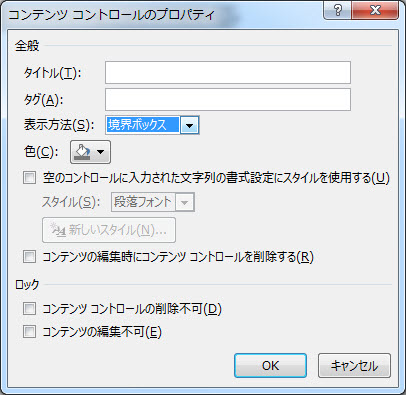 コンテンツ コントロールのプロパティ
全般
タイトル(T):
タグ(A):
表示方法(S): 境界ボックス
色(C):
空のコントロールに入力された文字列の書式設定にスタイルを使用する(U)
スタイル(S): 段落フォント
新しいスタイル(N)...
コンテンツの編集時にコンテンツ コントロールを削除する(R)
ロック
コンテンツ コントロールの削除不可(D)
コンテンツの編集不可(E)
OK キャンセル